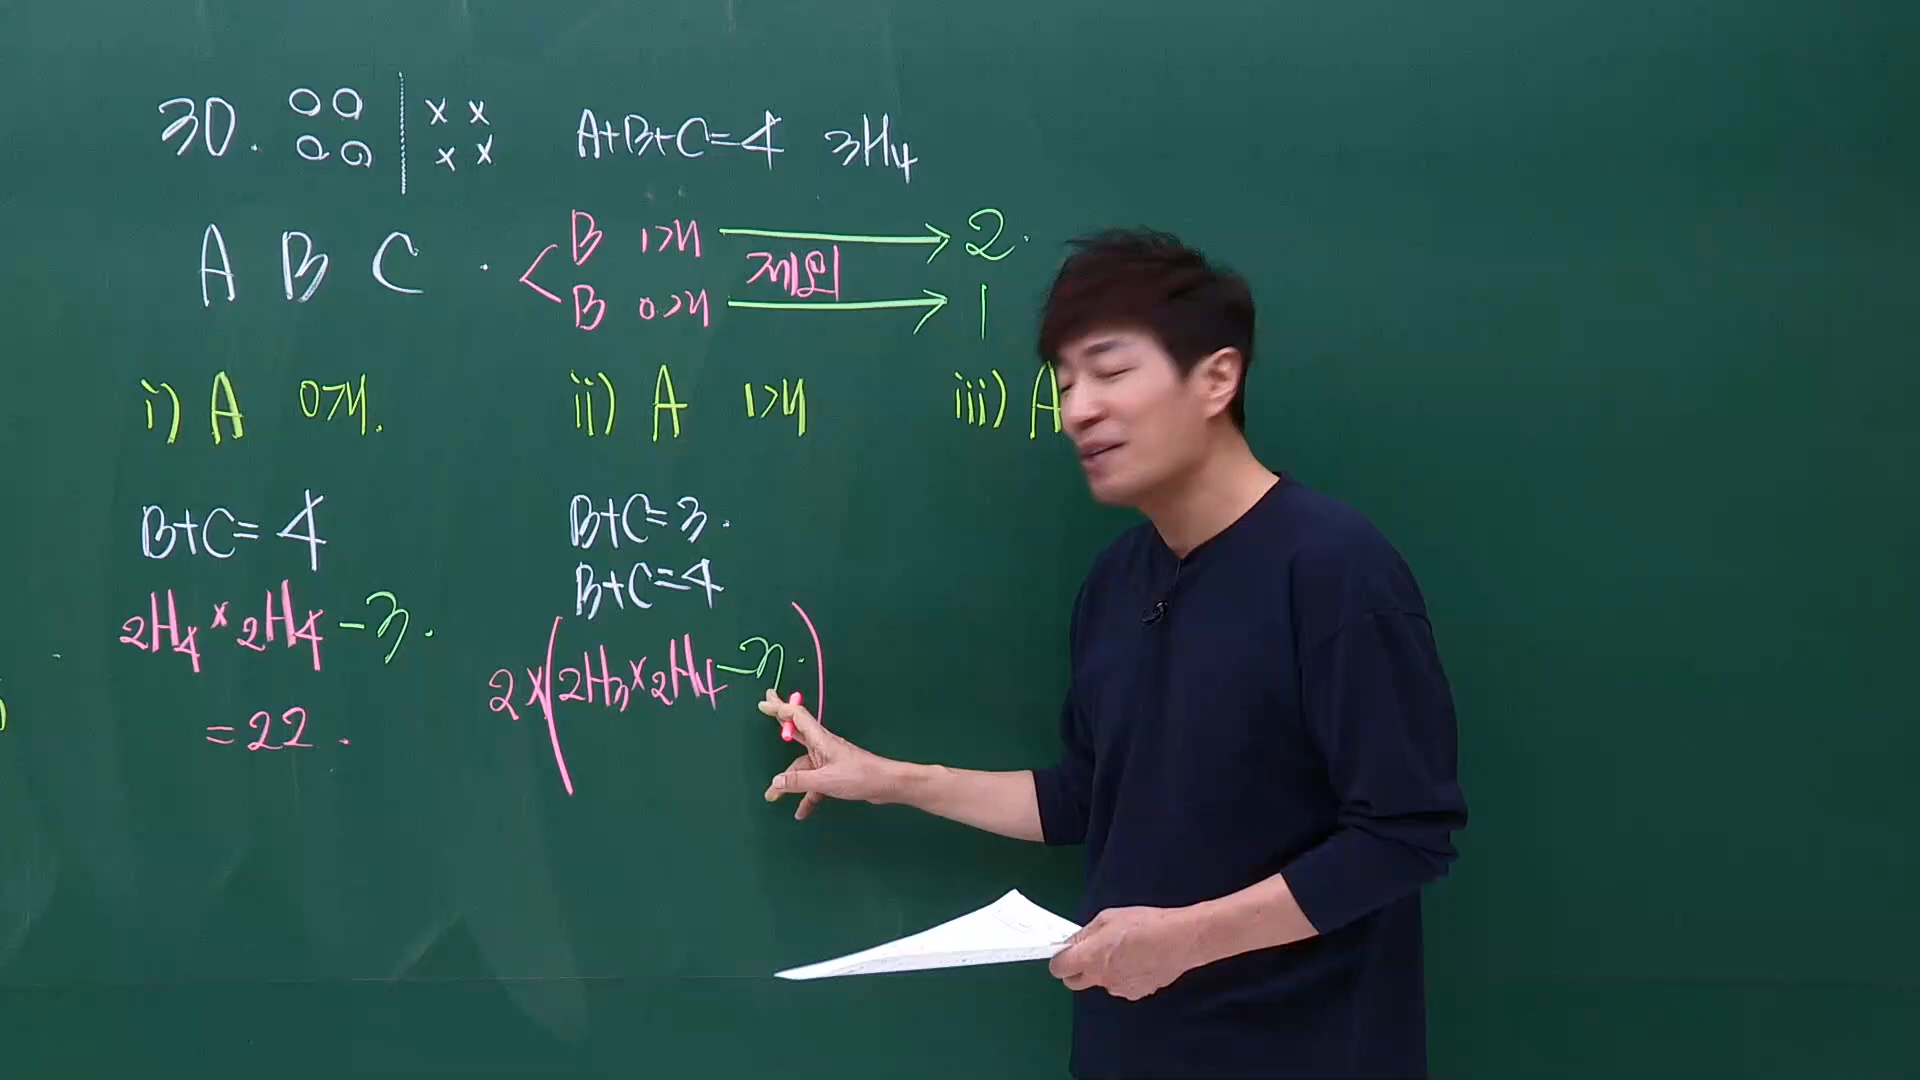 30. ○○ | ×× A+B+C=4 ₃H₄
○○ | ××
A B C . < B 1개 → 2.
제외
B 0개 → 1
i) A 0개. ii) A 1개 iii) A
B+C=4 B+C=3.
B+C=4
₂H₄×₂H₄-3. 2×(₂H₃×₂H₄-3.)
=22.